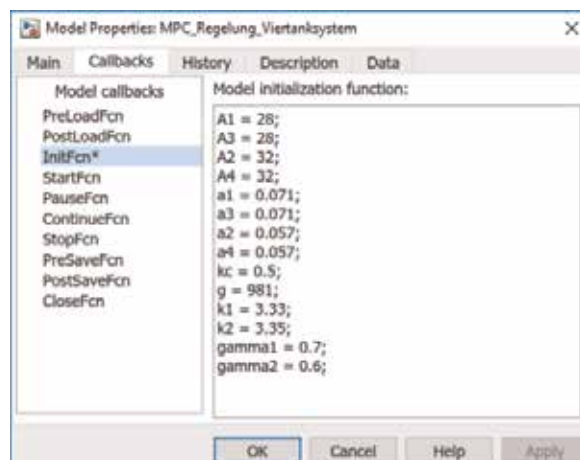 Model Properties: MPC_Regelung_Viertanksystem
Main Callbacks History Description Data
Model callbacks
PreLoadFcn
PostLoadFcn
InitFcn*
StartFcn
PauseFcn
ContinueFcn
StopFcn
PreSaveFcn
PostSaveFcn
CloseFcn
Model initialization function:
A1 = 28;
A3 = 28;
A2 = 32;
A4 = 32;
a1 = 0.071;
a3 = 0.071;
a2 = 0.057;
a4 = 0.057;
kc = 0.5;
g = 981;
k1 = 3.33;
k2 = 3.35;
gamma1 = 0.7;
gamma2 = 0.6;
OK Cancel Help Apply